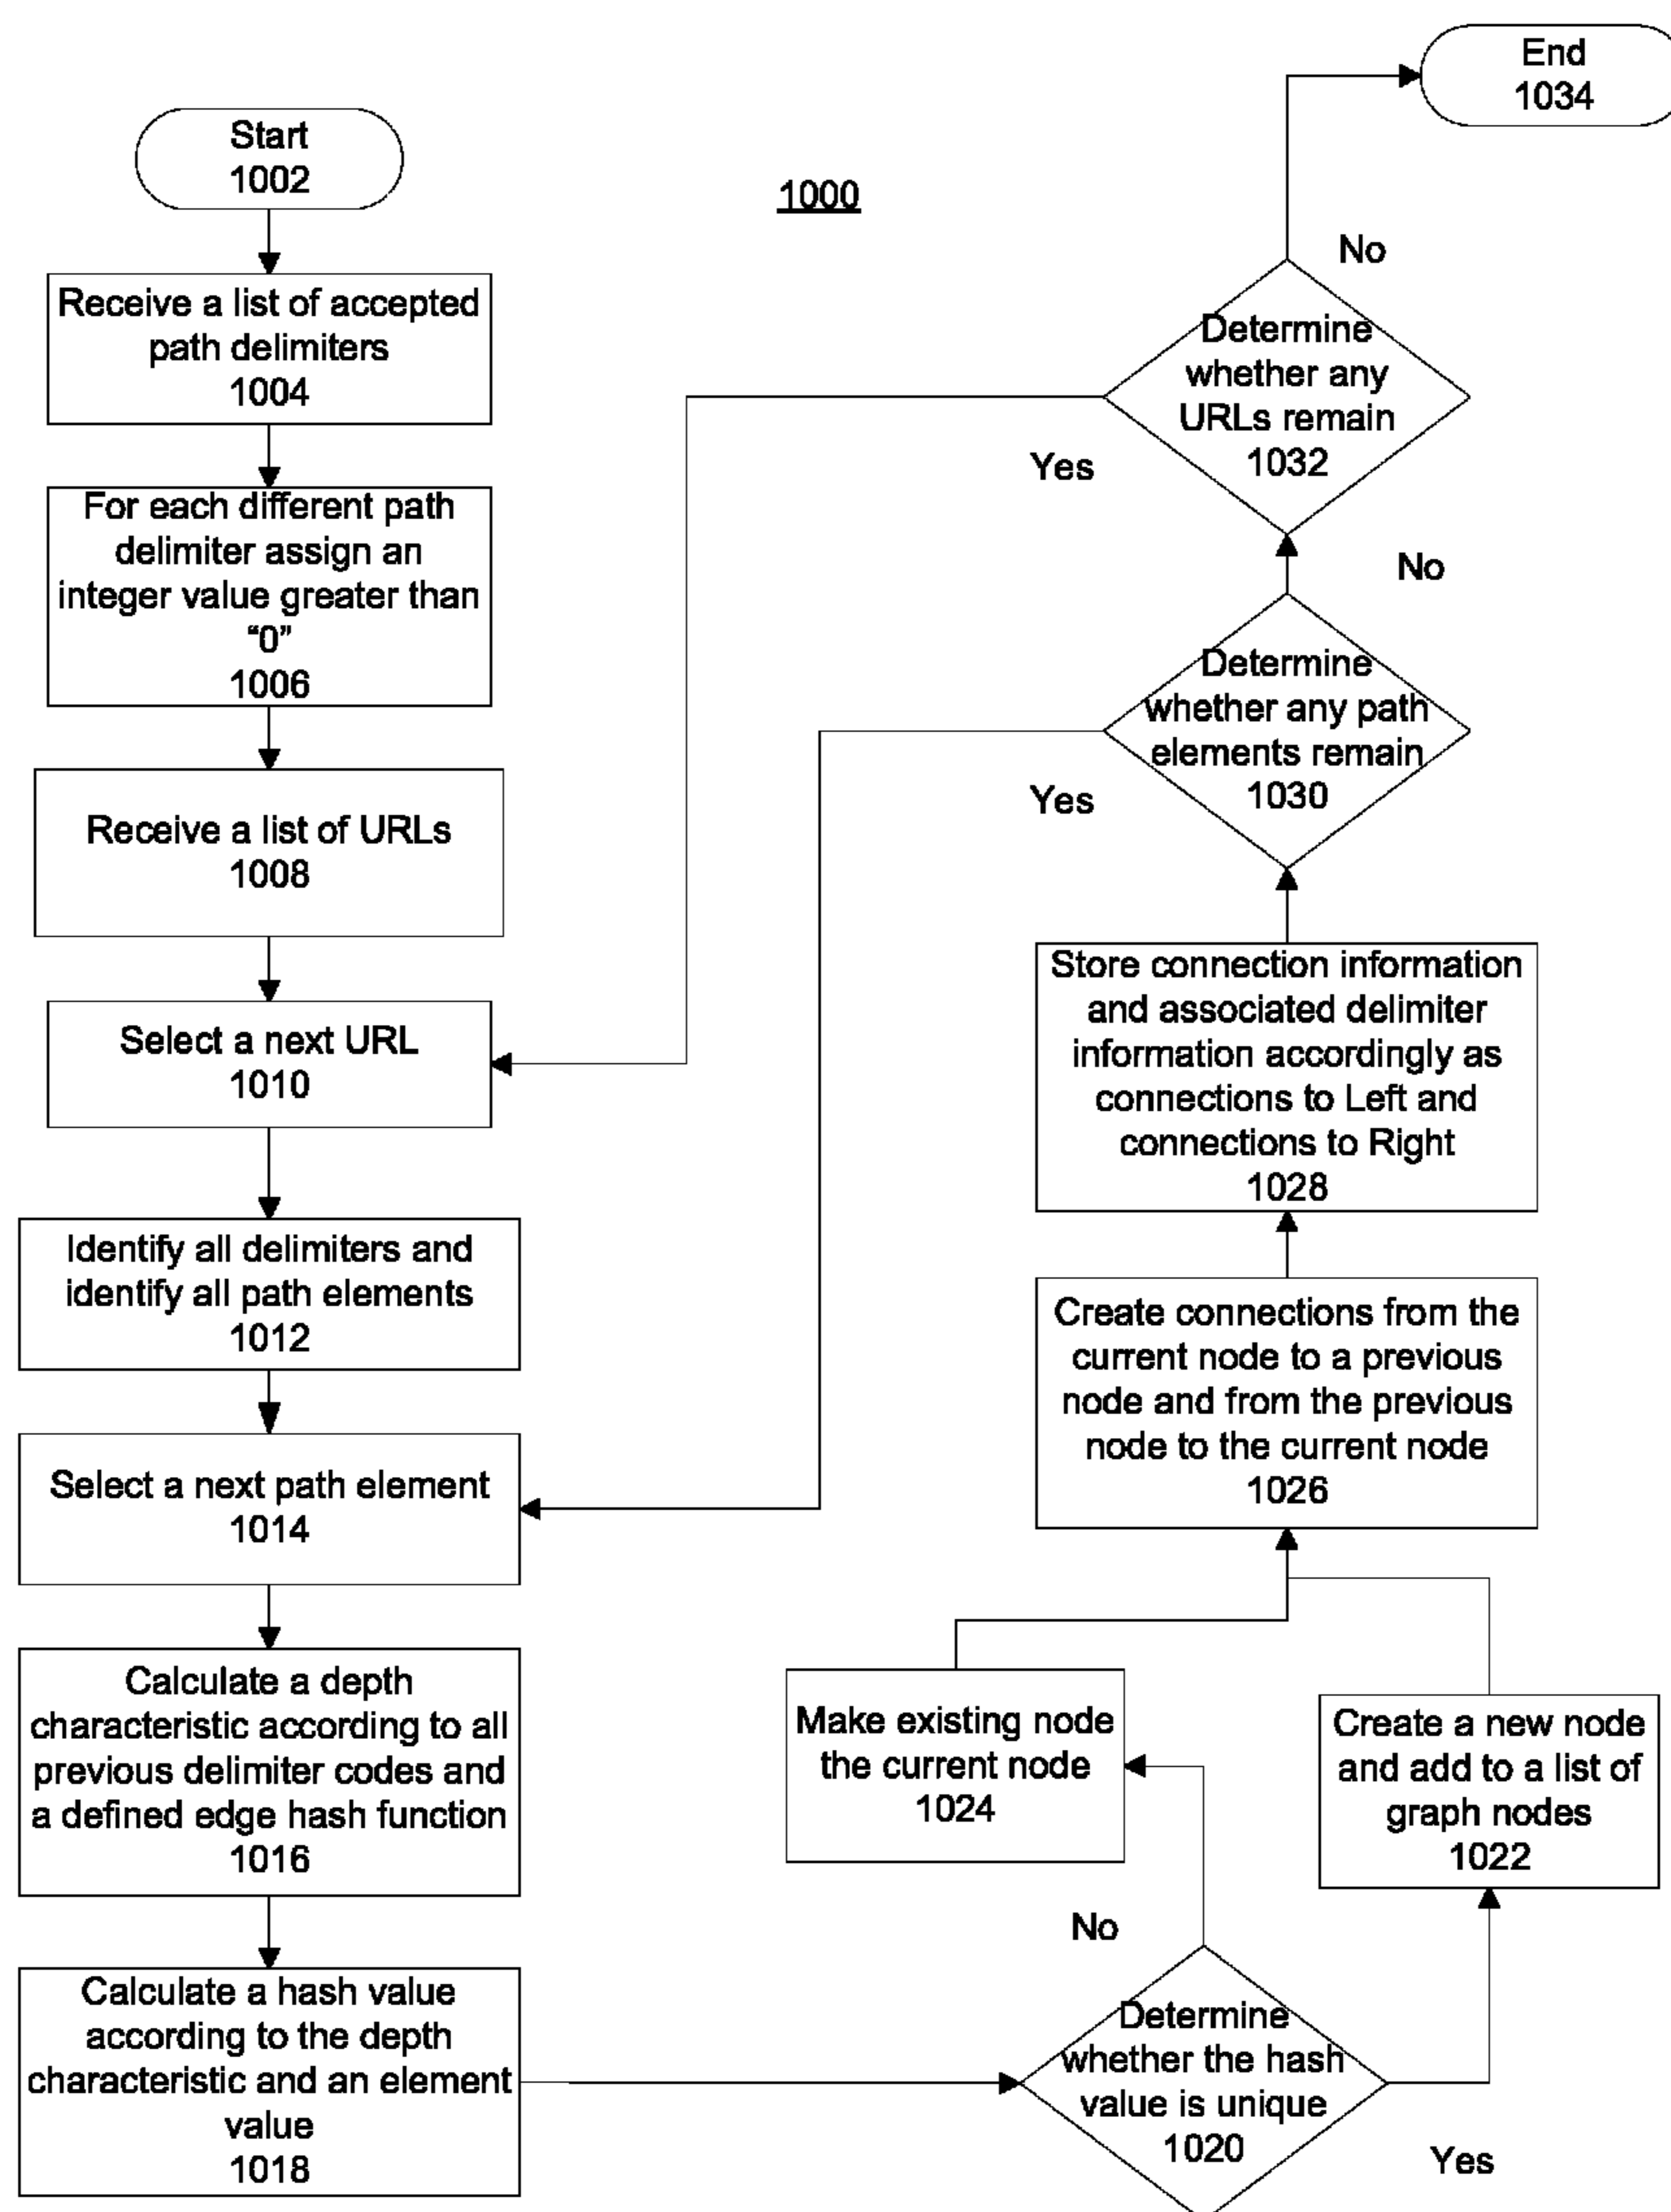 Start
1002
Receive a list of accepted
path delimiters
1004
For each different path
delimiter assign an
integer value greater than
“0”
1006
Receive a list of URLs
1008
Select a next URL
1010
Identify all delimiters and
identify all path elements
1012
Select a next path element
1014
Calculate a depth
characteristic according to all
previous delimiter codes and
a defined edge hash function
1016
Calculate a hash value
according to the depth
characteristic and an element
value
1018
1000
Determine
whether the hash
value is unique
1020
No
Yes
Make existing node
the current node
1024
Create a new node
and add to a list of
graph nodes
1022
Create connections from the
current node to a previous
node and from the previous
node to the current node
1026
Store connection information
and associated delimiter
information accordingly as
connections to Left and
connections to Right
1028
Determine
whether any path
elements remain
1030
Yes
No
Determine
whether any
URLs remain
1032
Yes
No
End
1034